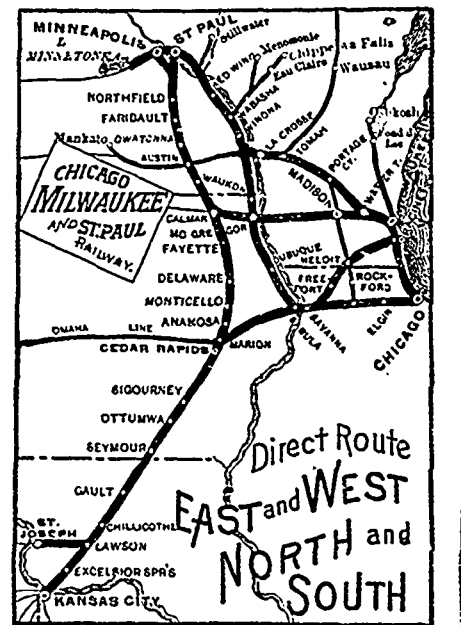 MINNEAPOLIS
ST PAUL
L
MINNETONKA
Stillwater
RED WING
Menomonie
Chippewa Falls
Eau Claire
Wausau
WABASHA
WINONA
NORTHFIELD
FARIBAULT
Mankato
OWATONNA
AUSTIN
LA CROSSE
TOMAH
PORTAGE
CY.
Oshkosh
Fond du
Lac
WAUKON
MADISON
WATER T.
CHICAGO
MILWAUKEE
AND ST. PAUL
RAILWAY.
CALMAR
MC GREGOR
FAYETTE
DUBUQUE
BELOIT
FREEPORT
ROCKFORD
DELAWARE
MONTICELLO
ANAMOSA
SAVANNA
SULA
ELGIN
CHICAGO
OMAHA LINE
CEDAR RAPIDS
MARION
SIGOURNEY
OTTUMWA
SEYMOUR
GAULT
CHILLICOTHE
ST.
JOSEPH
LAWSON
EXCELSIOR SPR'S
KANSAS CITY
Direct Route
EAST and WEST
NORTH and
SOUTH